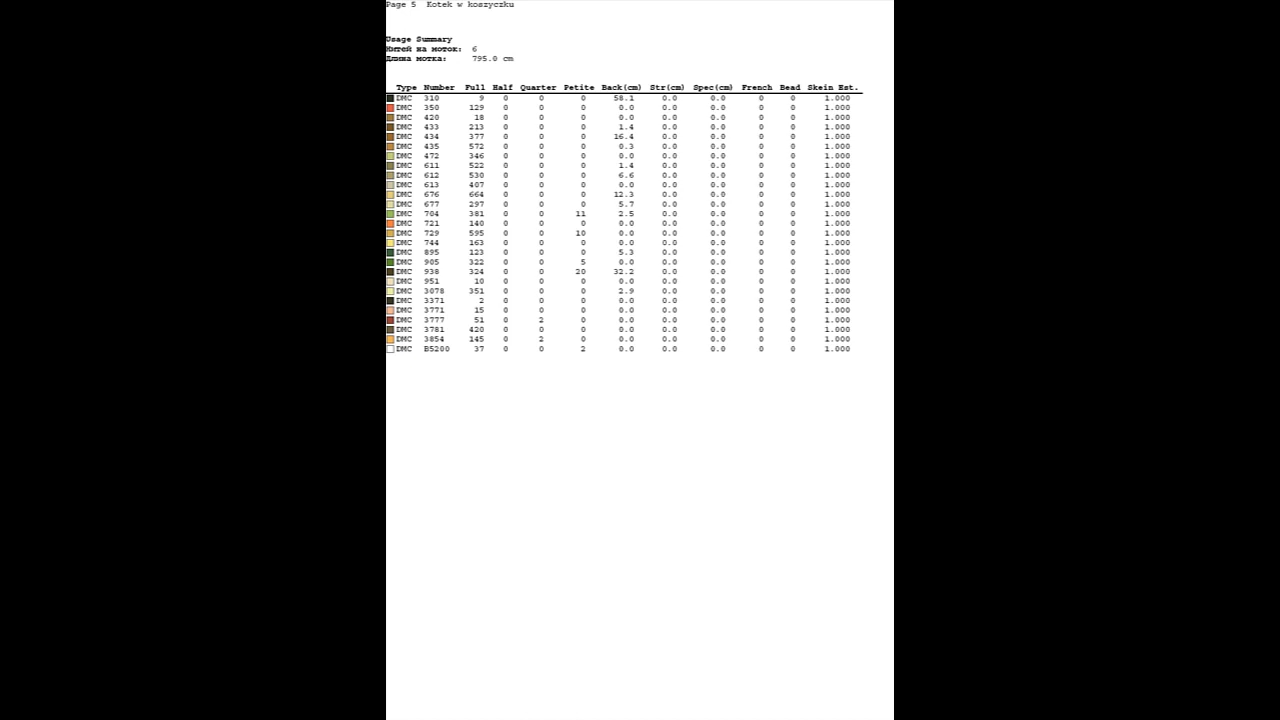 Page 5 Kotek w koszyczku
Usage Summary
Нитей на моток: 6
Длина мотка: 795.0 cm
Type Number Full Half Quarter Petite Back(cm) Str(cm) Spec(cm) French Bead Skein Est.
DMC 310 9 0 0 0 58.1 0.0 0.0 0 0 1.000
DMC 350 129 0 0 0 0.0 0.0 0.0 0 0 1.000
DMC 420 18 0 0 0 0.0 0.0 0.0 0 0 1.000
DMC 433 213 0 0 0 1.4 0.0 0.0 0 0 1.000
DMC 434 377 0 0 0 16.4 0.0 0.0 0 0 1.000
DMC 435 572 0 0 0 0.3 0.0 0.0 0 0 1.000
DMC 472 346 0 0 0 0.0 0.0 0.0 0 0 1.000
DMC 611 522 0 0 0 1.4 0.0 0.0 0 0 1.000
DMC 612 530 0 0 0 6.6 0.0 0.0 0 0 1.000
DMC 613 407 0 0 0 0.0 0.0 0.0 0 0 1.000
DMC 676 664 0 0 0 12.3 0.0 0.0 0 0 1.000
DMC 677 297 0 0 0 5.7 0.0 0.0 0 0 1.000
DMC 704 381 0 0 11 2.5 0.0 0.0 0 0 1.000
DMC 721 140 0 0 0 0.0 0.0 0.0 0 0 1.000
DMC 729 595 0 0 10 0.0 0.0 0.0 0 0 1.000
DMC 744 163 0 0 0 0.0 0.0 0.0 0 0 1.000
DMC 895 123 0 0 0 5.3 0.0 0.0 0 0 1.000
DMC 905 322 0 0 5 0.0 0.0 0.0 0 0 1.000
DMC 938 324 0 0 20 32.2 0.0 0.0 0 0 1.000
DMC 951 10 0 0 0 0.0 0.0 0.0 0 0 1.000
DMC 3078 351 0 0 0 2.9 0.0 0.0 0 0 1.000
DMC 3371 2 0 0 0 0.0 0.0 0.0 0 0 1.000
DMC 3771 15 0 0 0 0.0 0.0 0.0 0 0 1.000
DMC 3777 51 0 2 0 0.0 0.0 0.0 0 0 1.000
DMC 3781 420 0 0 0 0.0 0.0 0.0 0 0 1.000
DMC 3854 145 0 2 0 0.0 0.0 0.0 0 0 1.000
DMC B5200 37 0 0 2 0.0 0.0 0.0 0 0 1.000